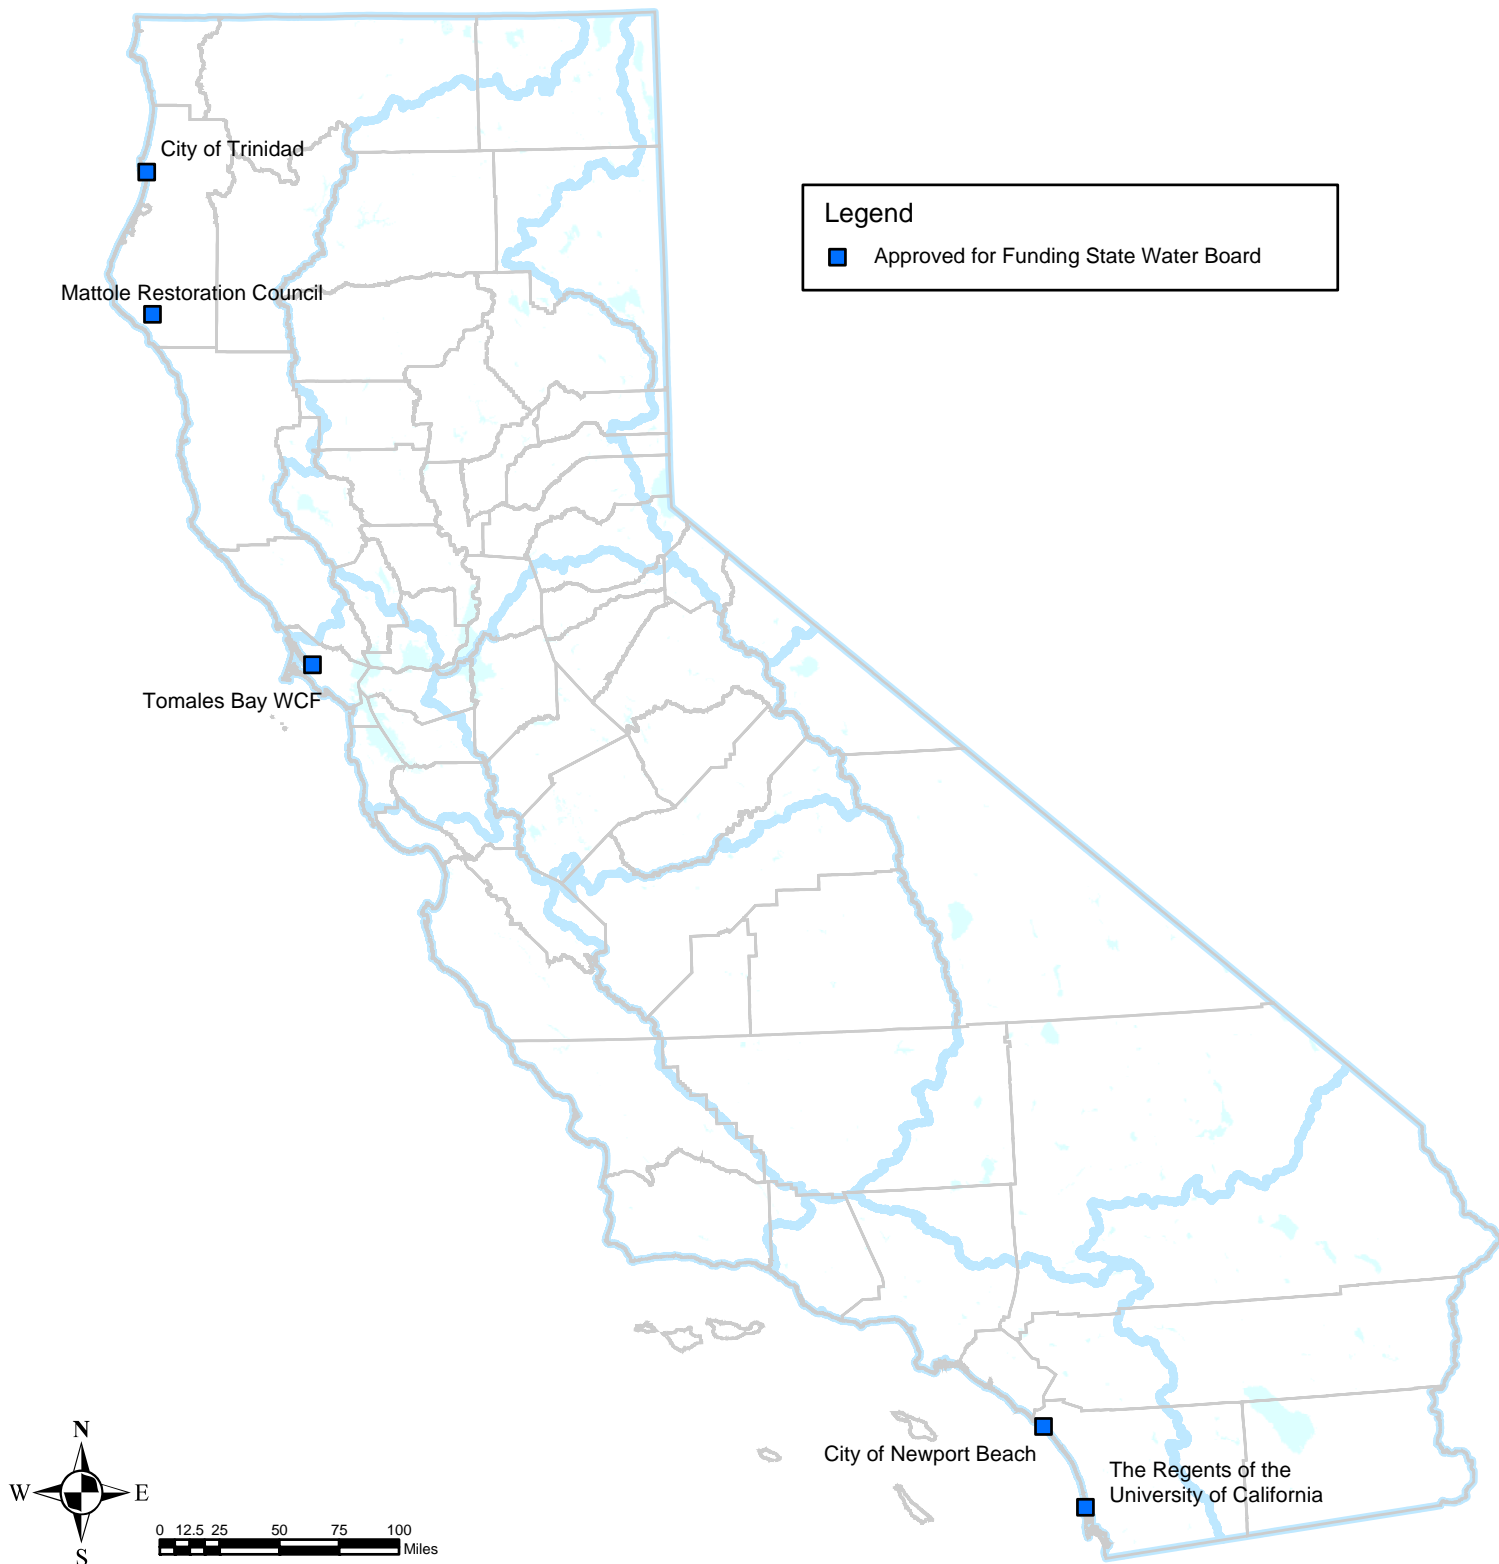 City of Trinidad
Legend
Approved for Funding State Water Board
Mattole Restoration Council
Tomales Bay WCF
City of Newport Beach
The Regents of the
University of California
N
W E
S
0 12.5 25 50 75 100
Miles